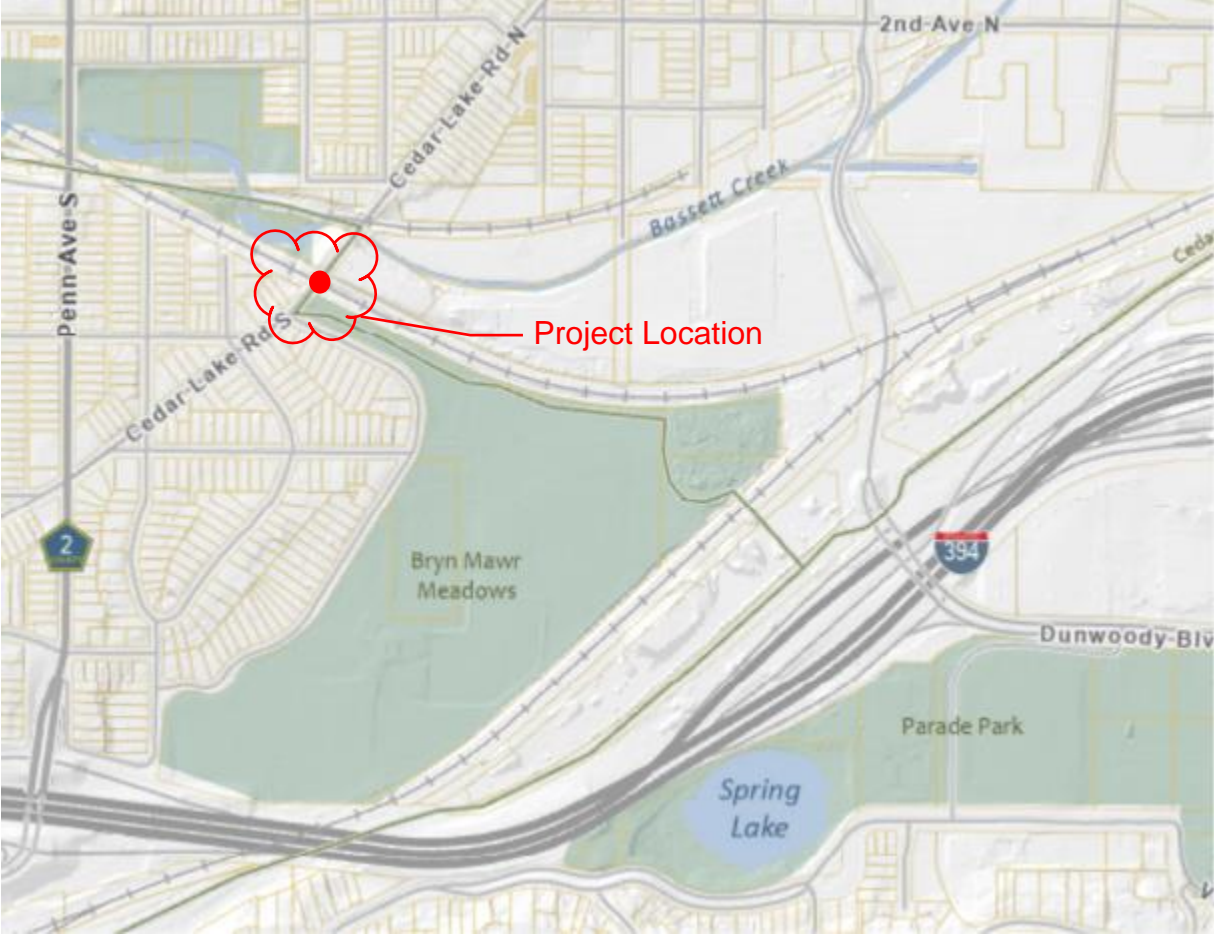 2nd Ave N
Cedar Lake Rd N
Bassett Creek
Penn Ave S
Ceda
Project Location
Cedar Lake Rd S
2
Bryn Mawr
Meadows
394
Dunwoody Blv
Parade Park
Spring
Lake